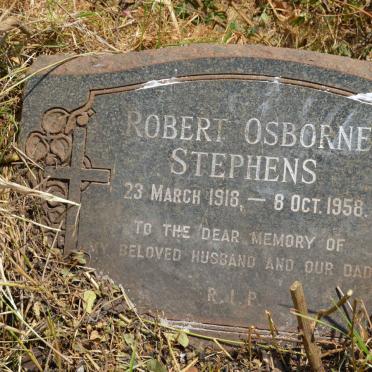 ROBERT OSBORNE
STEPHENS
23 MARCH 1918, — 8 OCT. 1958.
TO THE DEAR MEMORY OF
MY BELOVED HUSBAND AND OUR DAD
R.I.P.